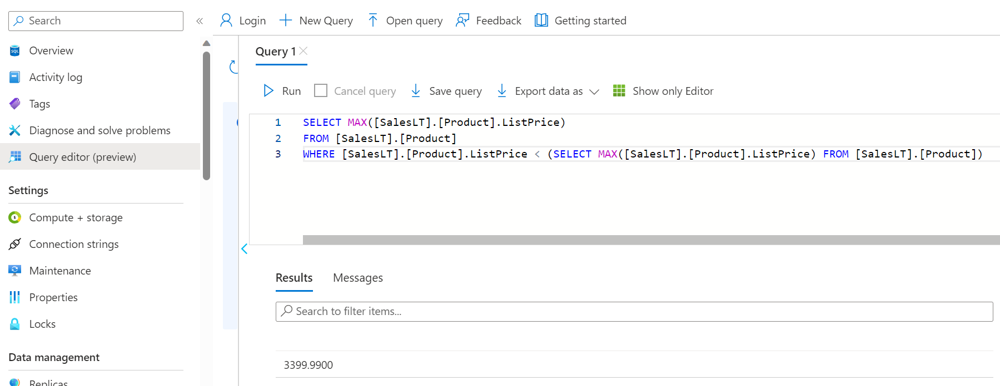 Search
«
Login
New Query
Open query
Feedback
Getting started
SQL
Overview
Activity log
Tags
Diagnose and solve problems
Query editor (preview)
Settings
Compute + storage
Connection strings
Maintenance
Properties
Locks
Data management
Replicas
Query 1
Run
Cancel query
Save query
Export data as
Show only Editor
1 SELECT MAX([SalesLT].[Product].ListPrice)
2 FROM [SalesLT].[Product]
3 WHERE [SalesLT].[Product].ListPrice < (SELECT MAX([SalesLT].[Product].ListPrice) FROM [SalesLT].[Product])
Results
Messages
Search to filter items...
3399.9900